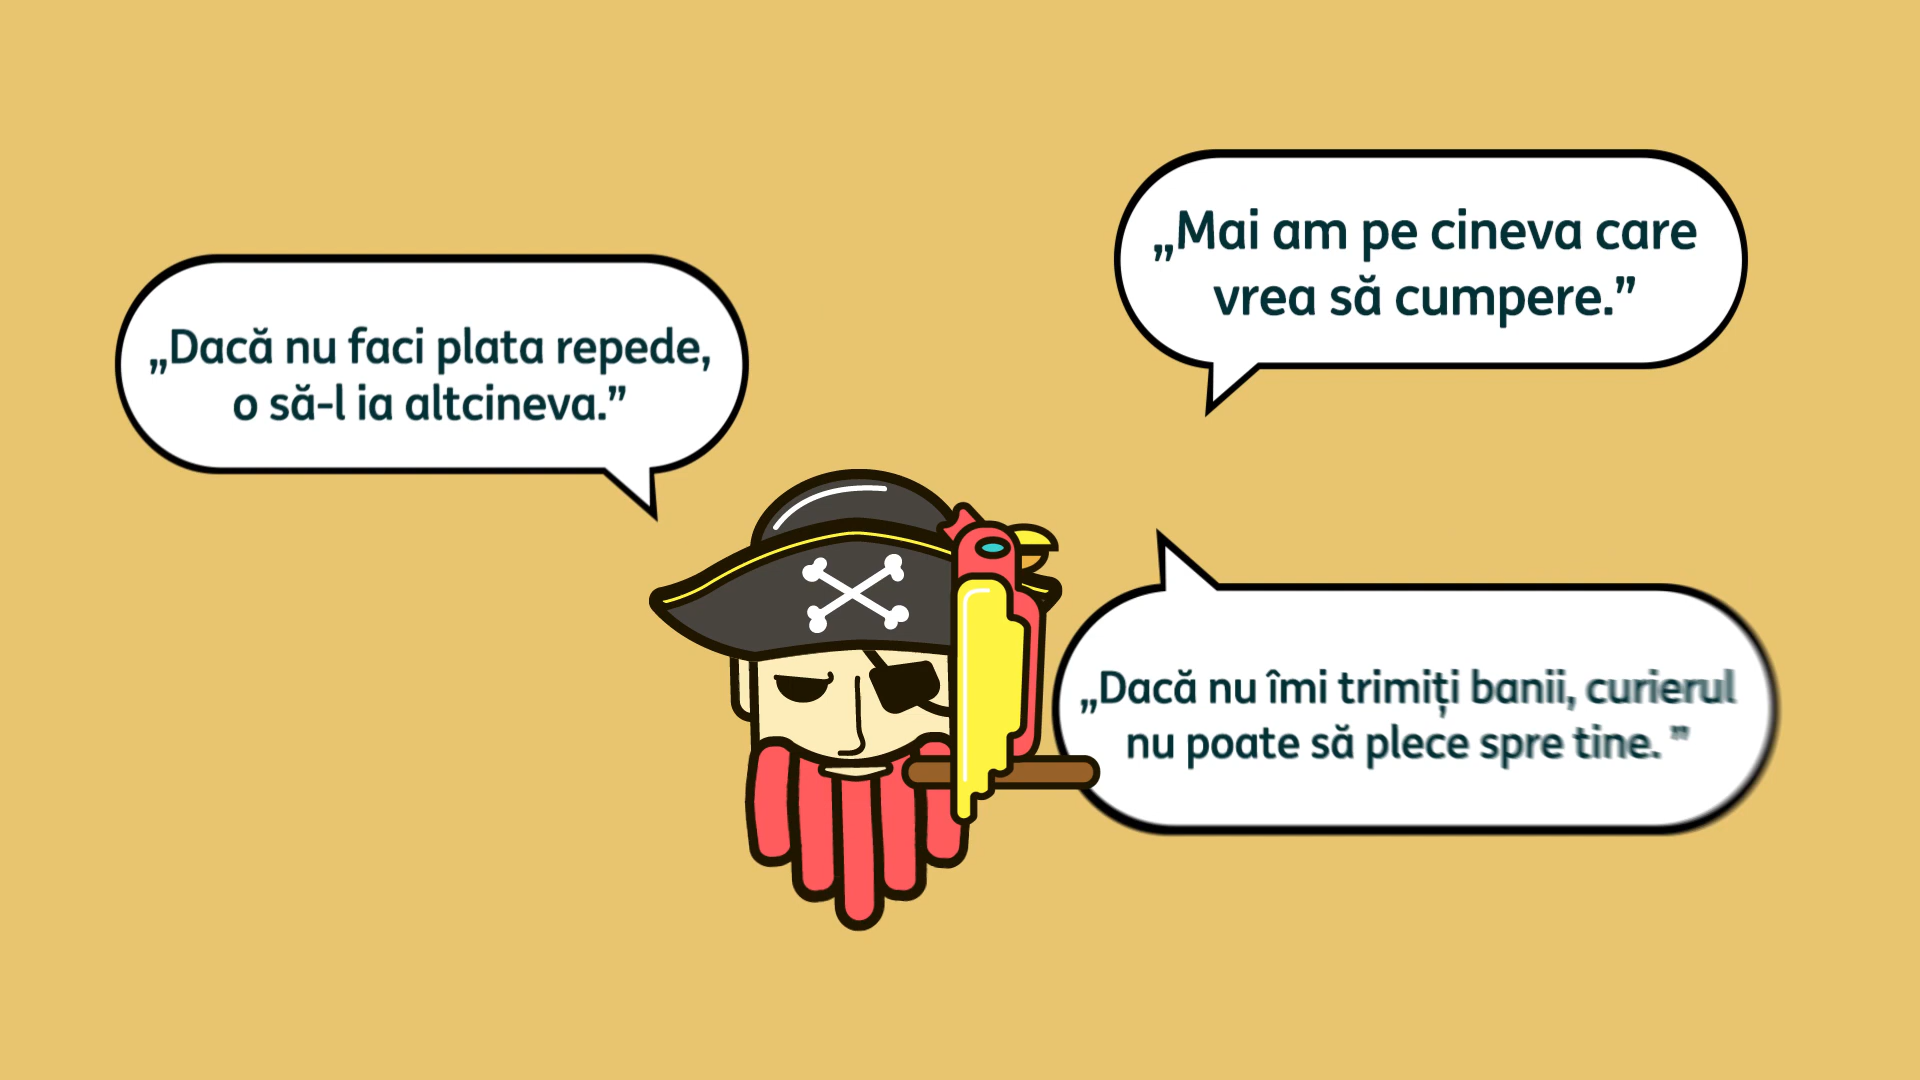 „Dacă nu faci plata repede,
o să-l ia altcineva.”
„Mai am pe cineva care
vrea să cumpere.”
„Dacă nu îmi trimiți banii, curierul
nu poate să plece spre tine. ”